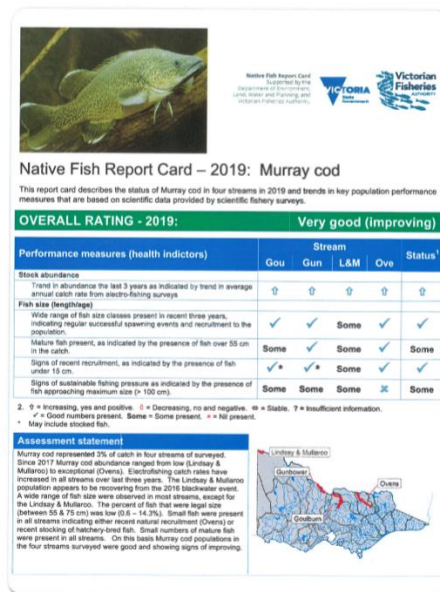 Native Fish Report Card
Supported by the
Department of Environment,
Land, Water and Planning, and
Victorian Fisheries Authority.
VICTORIA
State
Government
Victorian
Fisheries
AUTHORITY
Native Fish Report Card – 2019: Murray cod
This report card describes the status of Murray cod in four streams in 2019 and trends in key population performance
measures that are based on scientific data provided by scientific fishery surveys.
OVERALL RATING - 2019: Very good (improving)
Performance measures (health indictors)
Stream
Gou Gun L&M Ove Status¹
Stock abundance
Trend in abundance the last 3 years as indicated by trend in average
annual catch rate from electro-fishing surveys
⇧ ⇧ ⇧ ⇧ ⇧
Fish size (length/age)
Wide range of fish size classes present in recent three years,
indicating regular successful spawning events and recruitment to the
population.
✓ ✓ Some ✓ ✓
Mature fish present, as indicated by the presence of fish over 55 cm
in the catch.
Some ✓ Some ✓ Some
Signs of recent recruitment, as indicated by the presence of fish
under 15 cm.
✓* ✓* Some ✓ ✓
Signs of sustainable fishing pressure as indicated by the presence of
fish approaching maximum size (> 100 cm).
Some Some Some × Some
2. ⇧ = Increasing, yes and positive. ⇩ = Decreasing, no and negative. ⇔ = Stable. ? = Insufficient information.
✓ = Good numbers present. Some = Some present. × = Nil present.
* May include stocked fish.
Assessment statement
Murray cod represented 3% of catch in four streams of surveyed.
Since 2017 Murray cod abundance ranged from low (Lindsay &
Mullaroo) to exceptional (Ovens). Electrofishing catch rates have
increased in all streams over last three years. The Lindsay & Mullaroo
population appears to be recovering from the 2016 blackwater event.
A wide range of fish size were observed in most streams, except for
the Lindsay & Mullaroo. The percent of fish that were legal size
(between 55 & 75 cm) was low (0.6 – 14.3%). Small fish were present
in all streams indicating either recent natural recruitment (Ovens) or
recent stocking of hatchery-bred fish. Small numbers of mature fish
were present in all streams. On this basis Murray cod populations in
the four streams surveyed were good and showing signs of improving.
Lindsay & Mullaroo
Gunbower
Ovens
Goulburn